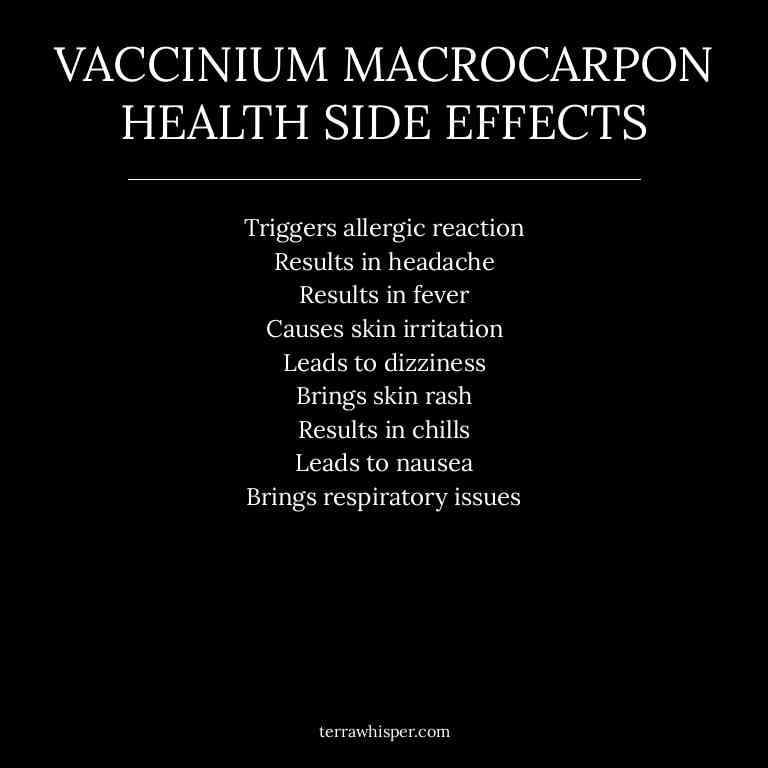 VACCINIUM MACROCARPON
HEALTH SIDE EFFECTS
Triggers allergic reaction
Results in headache
Results in fever
Causes skin irritation
Leads to dizziness
Brings skin rash
Results in chills
Leads to nausea
Brings respiratory issues
terrawhisper.com